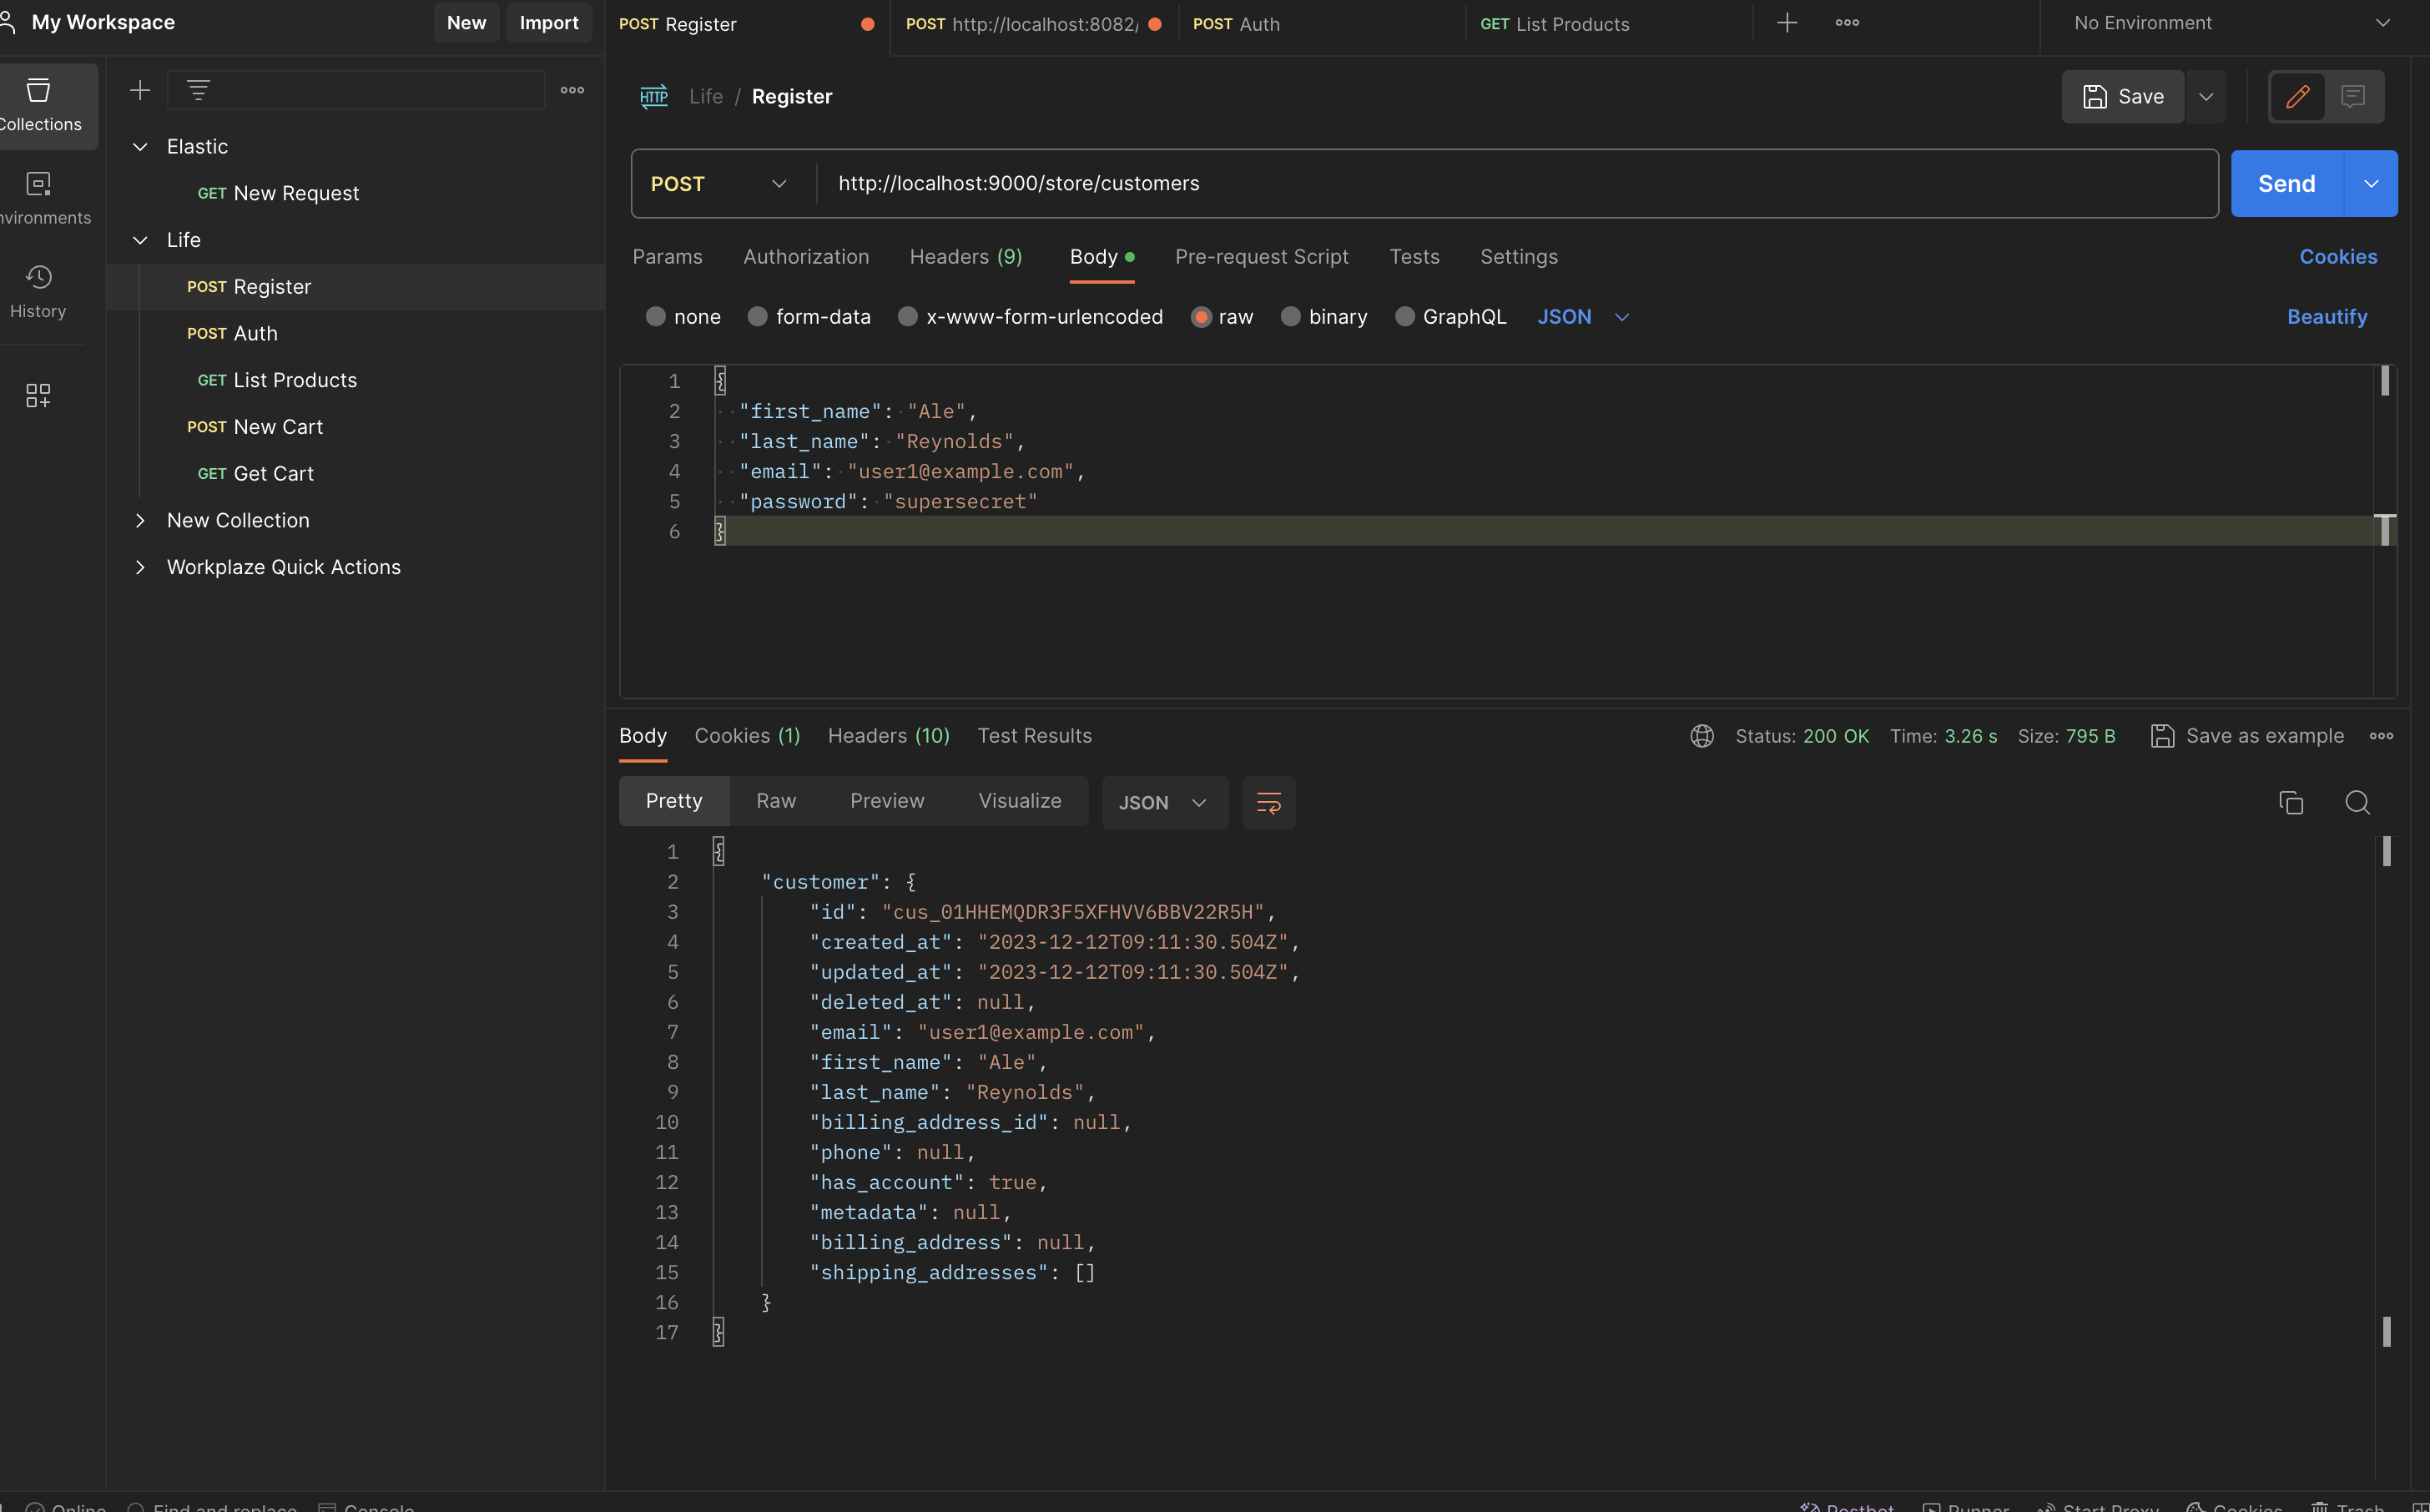 My Workspace
New
Import
POST Register
POST http://localhost:8082/
POST Auth
GET List Products
No Environment
Collections
Elastic
GET New Request
Life
POST Register
POST Auth
GET List Products
POST New Cart
GET Get Cart
New Collection
Workplaze Quick Actions
nvironments
History
HTTP Life / Register
Save
POST http://localhost:9000/store/customers
Send
Params Authorization Headers (9) Body Pre-request Script Tests Settings Cookies
none form-data x-www-form-urlencoded raw binary GraphQL JSON Beautify
1 {
2 "first_name": "Ale",
3 "last_name": "Reynolds",
4 "email": "user1@example.com",
5 "password": "supersecret"
6 }
Body Cookies (1) Headers (10) Test Results Status: 200 OK Time: 3.26 s Size: 795 B Save as example
Pretty Raw Preview Visualize JSON
1 {
2 "customer": {
3 "id": "cus_01HHEMQDR3F5XFHVV6BBV22R5H",
4 "created_at": "2023-12-12T09:11:30.504Z",
5 "updated_at": "2023-12-12T09:11:30.504Z",
6 "deleted_at": null,
7 "email": "user1@example.com",
8 "first_name": "Ale",
9 "last_name": "Reynolds",
10 "billing_address_id": null,
11 "phone": null,
12 "has_account": true,
13 "metadata": null,
14 "billing_address": null,
15 "shipping_addresses": []
16 }
17 }
Online Find and replace Console Postbot Runner Start Proxy Cookies Trash